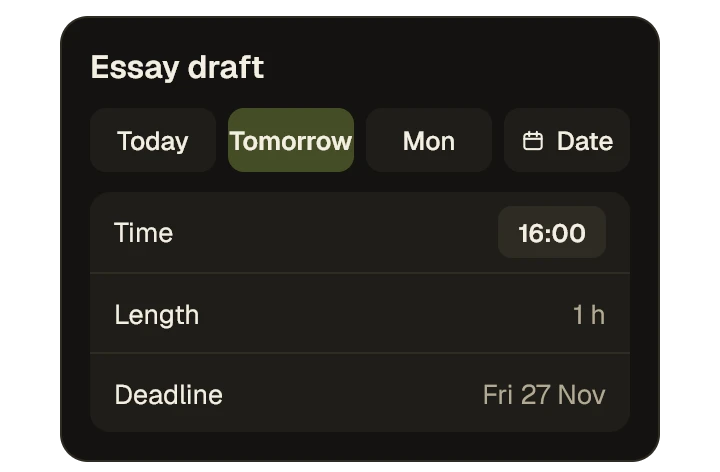 Essay draft
Today Tomorrow Mon Date
Time 16:00
Length 1 h
Deadline Fri 27 Nov